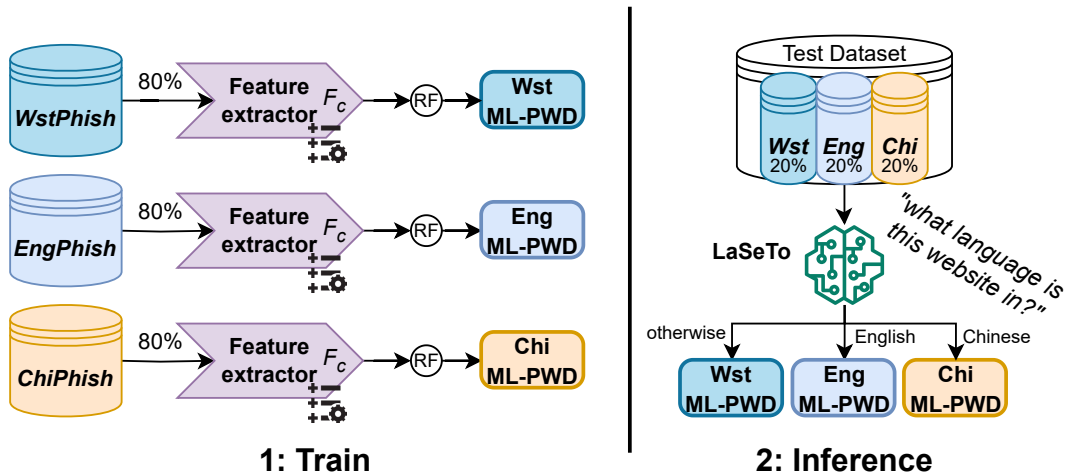 WstPhish
80%
Feature
extractor
Fc
RF
Wst
ML-PWD
EngPhish
80%
Feature
extractor
Fc
RF
Eng
ML-PWD
ChiPhish
80%
Feature
extractor
Fc
RF
Chi
ML-PWD
1: Train
Test Dataset
Wst
20%
Eng
20%
Chi
20%
LaSeTo
"what language is
this website in?"
otherwise
English
Chinese
Wst
ML-PWD
Eng
ML-PWD
Chi
ML-PWD
2: Inference